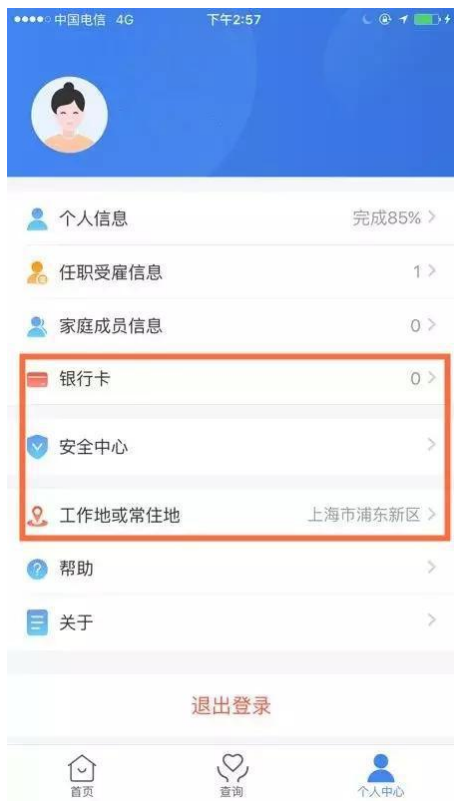 中国电信 4G 下午2:57
个人信息 完成85%
任职受雇信息 1
家庭成员信息 0
银行卡 0
安全中心
工作地或常住地 上海市浦东新区
帮助
关于
退出登录
首页 查询 个人中心